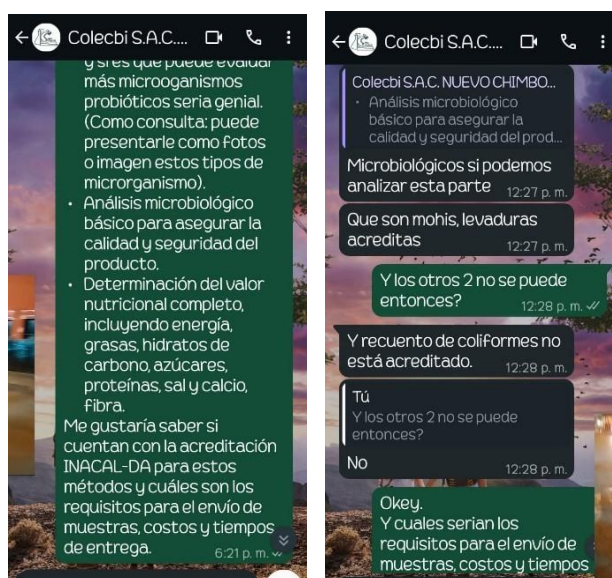 Colecbi S.A.C....
y si es que puede evaluar
más microoganismos
probióticos seria genial.
(Como consulta: puede
presentarle como fotos
o imagen estos tipos de
microrganismo).
• Análisis microbiológico
básico para asegurar la
calidad y seguridad del
producto.
• Determinación del valor
nutricional completo,
incluyendo energía,
grasas, hidratos de
carbono, azúcares,
proteínas, sal y calcio,
fibra.
Me gustaría saber si
cuentan con la acreditación
INACAL-DA para estos
métodos y cuáles son los
requisitos para el envío de
muestras, costos y tiempos
de entrega.
6:21 p. m.
Colecbi S.A.C....
Colecbi S.A.C. NUEVO CHIMBO...
• Análisis microbiológico
básico para asegurar la
calidad y seguridad del prod...
Microbiológicos si podemos
analizar esta parte
12:27 p. m.
Que son mohis, levaduras
acreditas
12:27 p. m.
Y los otros 2 no se puede
entonces?
12:28 p. m.
Y recuento de coliformes no
está acreditado.
12:28 p. m.
Tú
Y los otros 2 no se puede
entonces?
No
12:28 p. m.
Okey.
Y cuales serian los
requisitos para el envío de
muestras, costos y tiempos